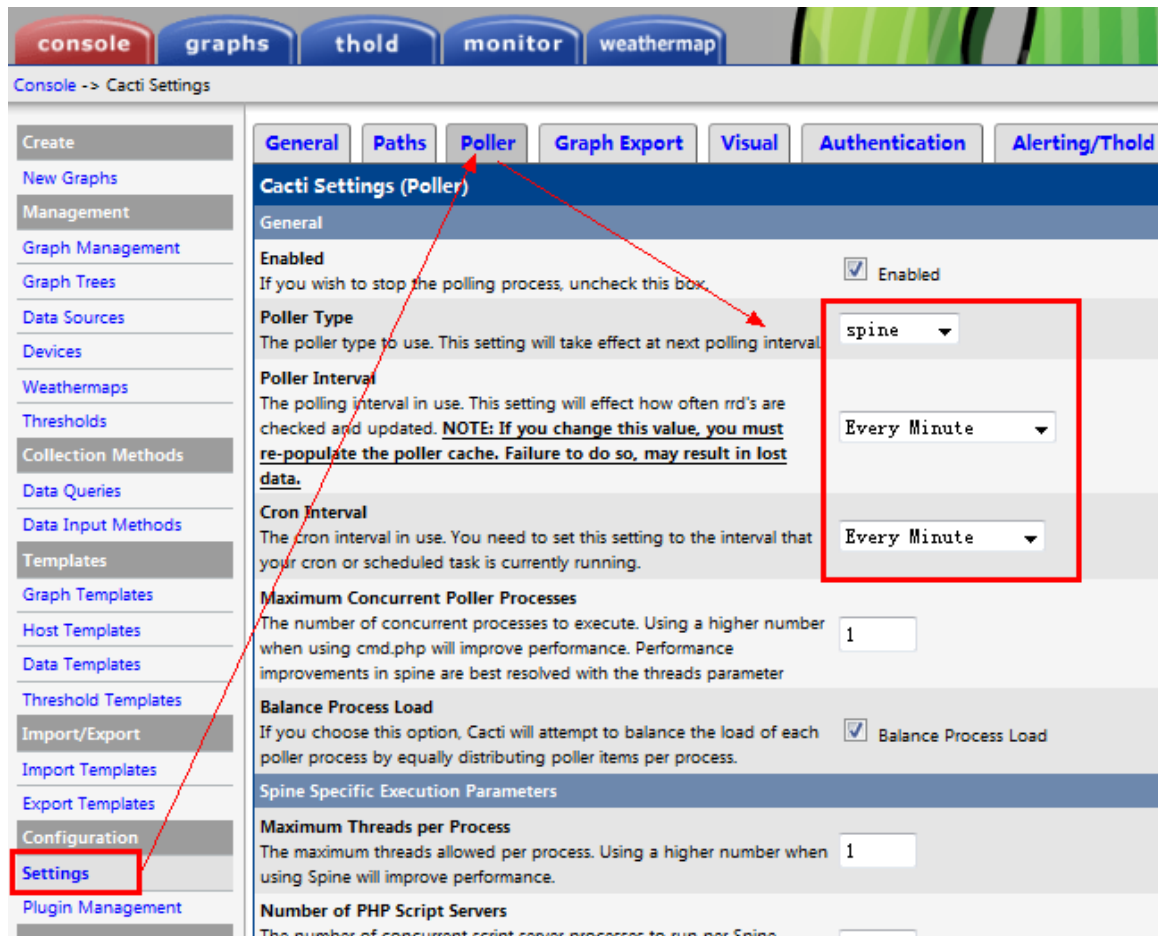 console graphs thold monitor weathermap
Console -> Cacti Settings
Create
New Graphs
Management
Graph Management
Graph Trees
Data Sources
Devices
Weathermaps
Thresholds
Collection Methods
Data Queries
Data Input Methods
Templates
Graph Templates
Host Templates
Data Templates
Threshold Templates
Import/Export
Import Templates
Export Templates
Configuration
Settings
Plugin Management
General Paths Poller Graph Export Visual Authentication Alerting/Thold
Cacti Settings (Poller)
General
Enabled
If you wish to stop the polling process, uncheck this box.
Enabled
Poller Type
The poller type to use. This setting will take effect at next polling interval.
spine
Poller Interval
The polling interval in use. This setting will effect how often rrd's are
checked and updated. NOTE: If you change this value, you must
re-populate the poller cache. Failure to do so, may result in lost
data.
Every Minute
Cron Interval
The cron interval in use. You need to set this setting to the interval that
your cron or scheduled task is currently running.
Every Minute
Maximum Concurrent Poller Processes
The number of concurrent processes to execute. Using a higher number
when using cmd.php will improve performance. Performance
improvements in spine are best resolved with the threads parameter
1
Balance Process Load
If you choose this option, Cacti will attempt to balance the load of each
poller process by equally distributing poller items per process.
Balance Process Load
Spine Specific Execution Parameters
Maximum Threads per Process
The maximum threads allowed per process. Using a higher number when
using Spine will improve performance.
1
Number of PHP Script Servers
The number of concurrent script server processes to run per Spine